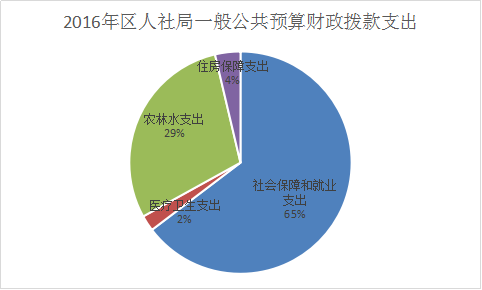 2016年区人社局一般公共预算财政拨款支出
住房保障支出
4%
农林水支出
29%
医疗卫生支出
2%
社会保障和就业
支出
65%